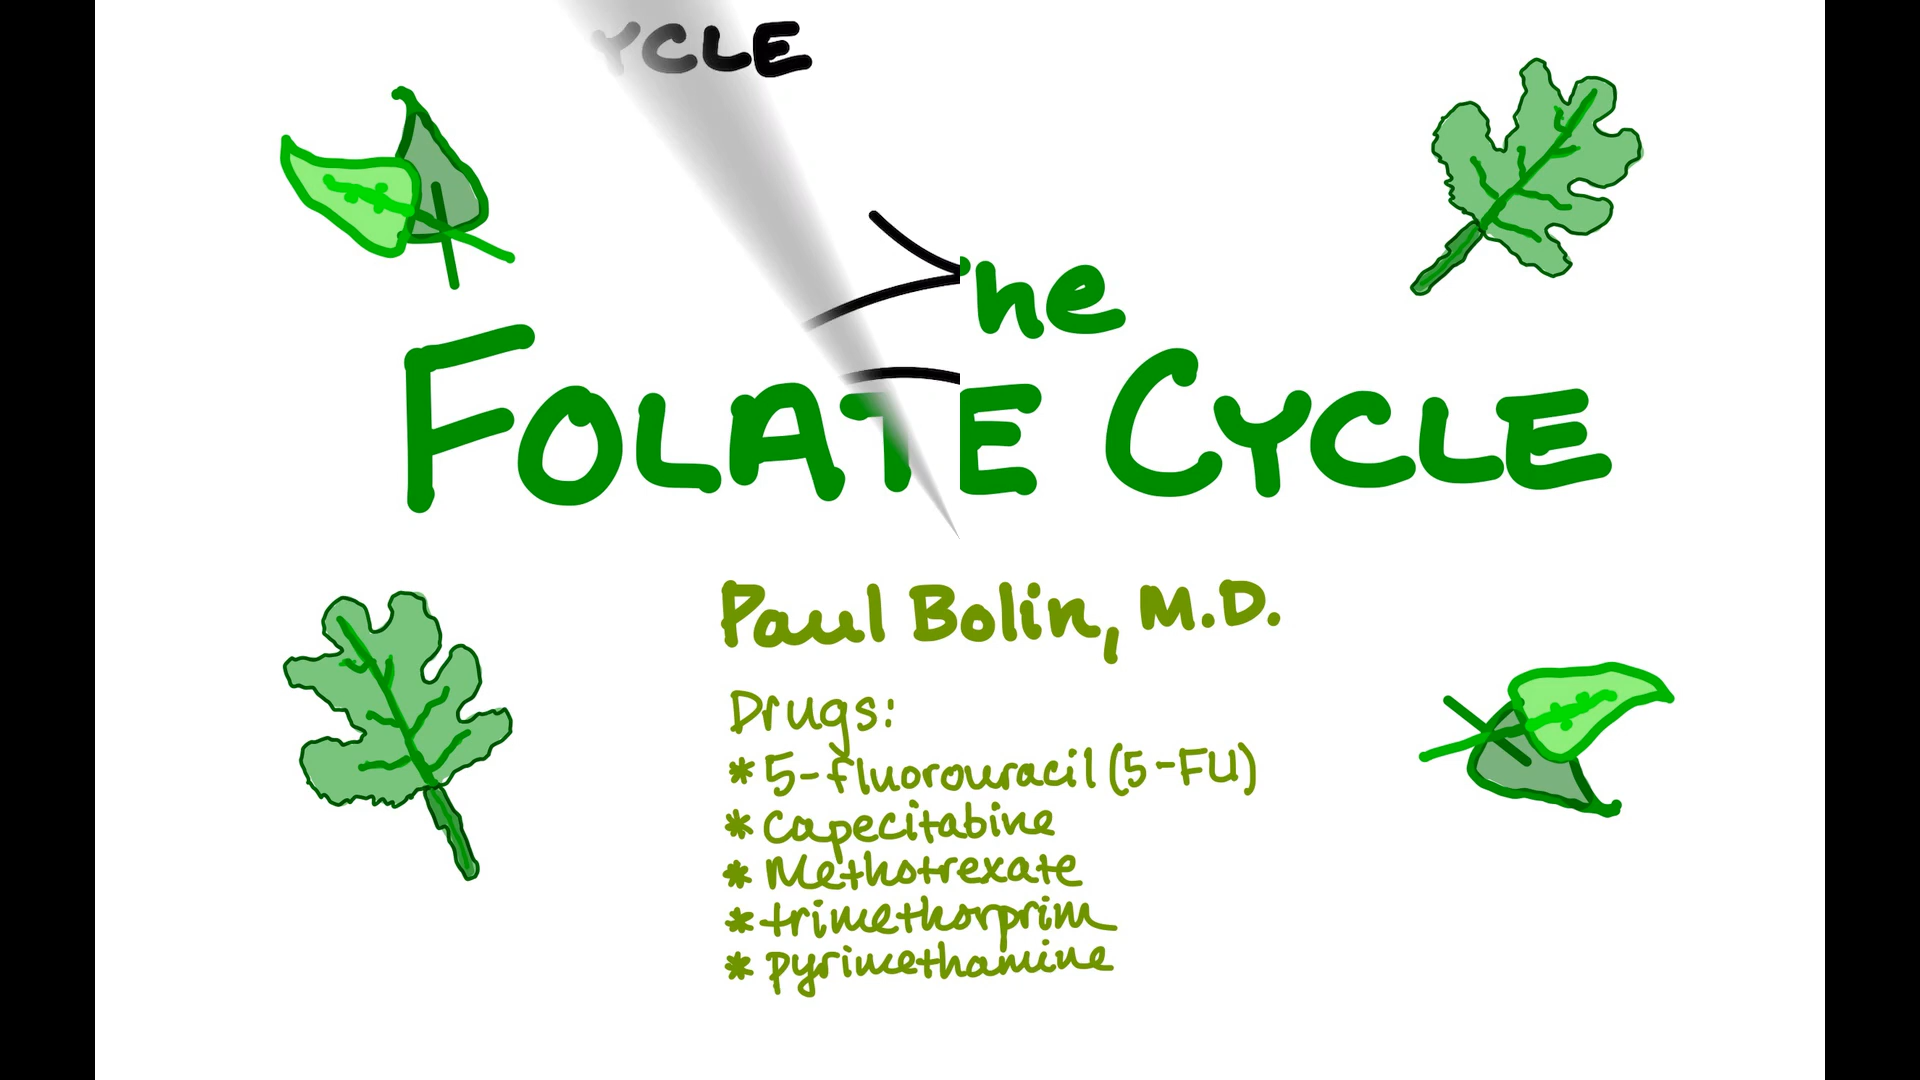 YCLE
he
FOLATE CYCLE
Paul Bolin, M.D.
Drugs:
* 5-fluorouracil (5-FU)
* Capecitabine
* Methotrexate
* trimethorprim
* pyrimethamine